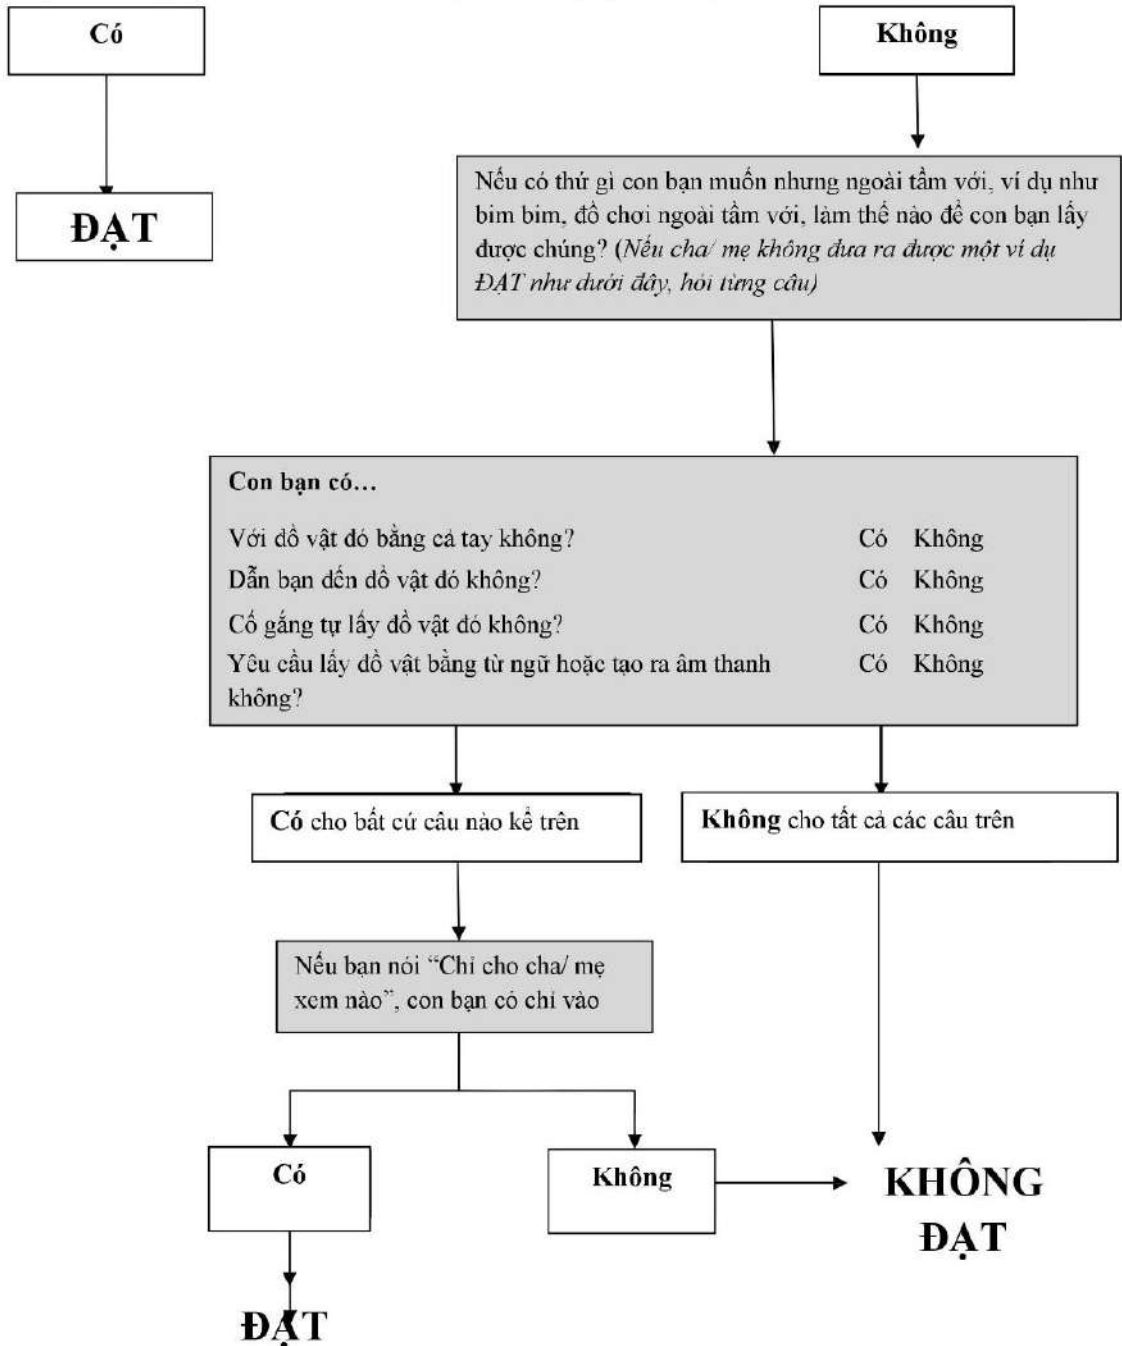 Có
Không
ĐẠT
Nếu có thứ gì con bạn muốn nhưng ngoài tầm với, ví dụ như
bim bim, đồ chơi ngoài tầm với, làm thế nào để con bạn lấy
được chúng? (Nếu cha/ mẹ không đưa ra được một ví dụ
ĐẠT như dưới đây, hỏi từng câu)
Con bạn có…
Với đồ vật đó bằng cả tay không? Có Không
Dẫn bạn đến đồ vật đó không? Có Không
Cố gắng tự lấy đồ vật đó không? Có Không
Yêu cầu lấy đồ vật bằng từ ngữ hoặc tạo ra âm thanh Có Không
không?
Có cho bất cứ câu nào kể trên
Không cho tất cả các câu trên
Nếu bạn nói “Chỉ cho cha/ mẹ
xem nào”, con bạn có chỉ vào
Có
Không
KHÔNG
ĐẠT
ĐẠT